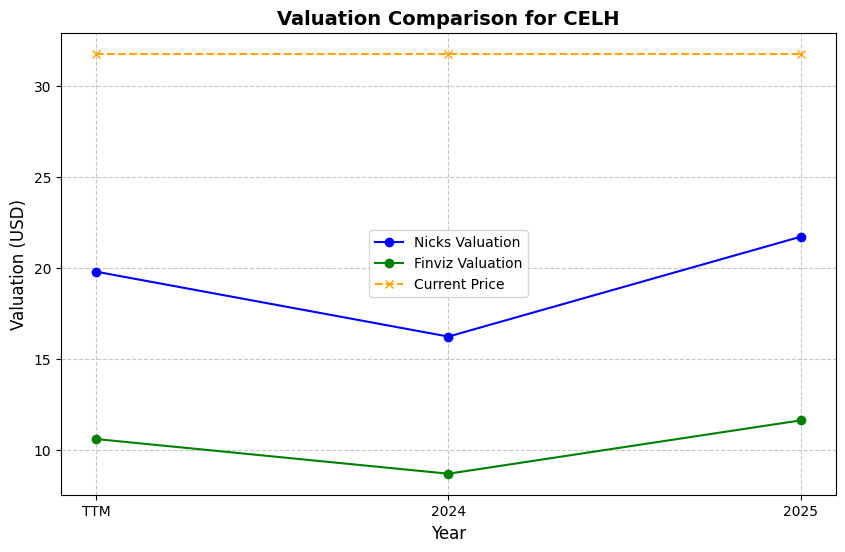 Valuation Comparison for CELH
Valuation (USD)
30
25
20
15
10
Nicks Valuation
Finviz Valuation
Current Price
TTM
2024
2025
Year